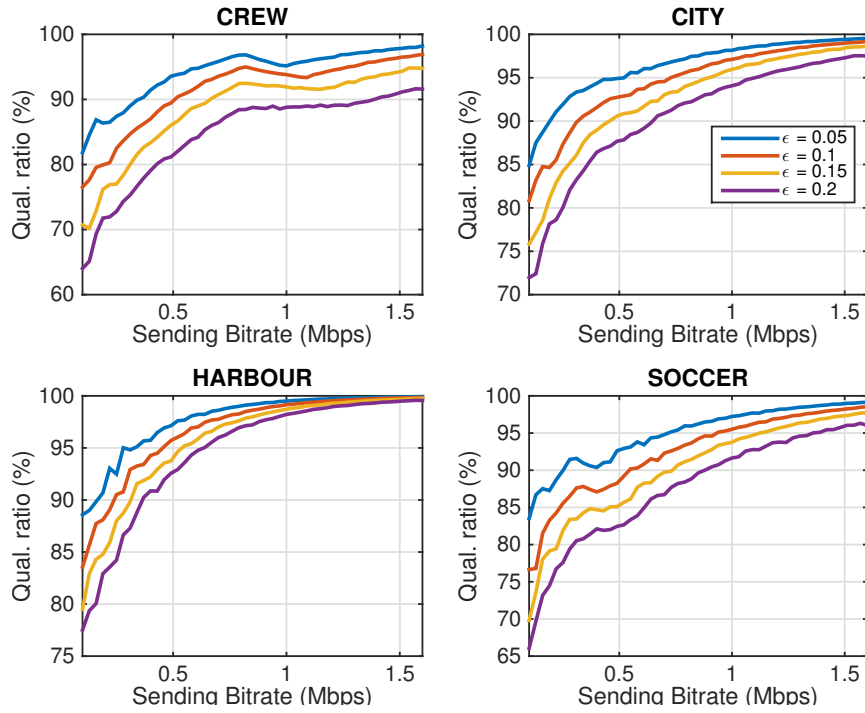 CREW
100
90
80
70
60
Qual. ratio (%)
0.5
1
1.5
Sending Bitrate (Mbps)
CITY
100
95
90
85
80
75
70
Qual. ratio (%)
0.5
1
1.5
Sending Bitrate (Mbps)
ϵ = 0.05
ϵ = 0.1
ϵ = 0.15
ϵ = 0.2
HARBOUR
100
95
90
85
80
75
Qual. ratio (%)
0.5
1
1.5
Sending Bitrate (Mbps)
SOCCER
100
95
90
85
80
75
70
65
Qual. ratio (%)
0.5
1
1.5
Sending Bitrate (Mbps)